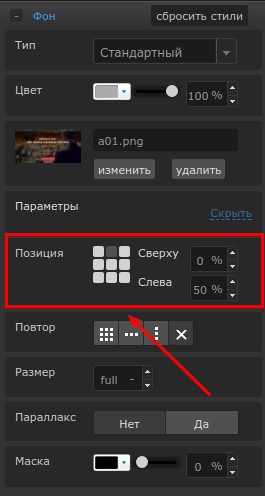 Фон
сбросить стили
Тип
Стандартный
Цвет
100 %
a01.png
изменить
удалить
Параметры
Скрыть
Позиция
Сверху
0 %
Слева
50 %
Повтор
Размер
full -
Параллакс
Нет
Да
Маска
0 %